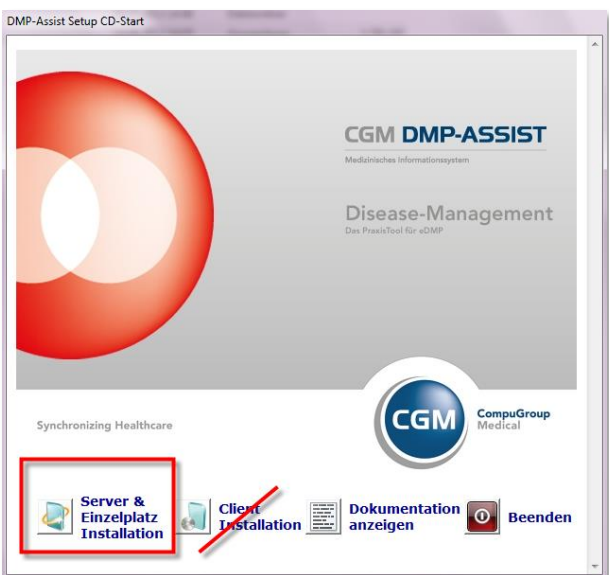 DMP-Assist Setup CD-Start
CGM DMP-ASSIST
Medizinisches Informationssystem
Disease-Management
Das PraxisTool für eDMP
Synchronizing Healthcare
CGM
CompuGroup
Medical
Server &
Einzelplatz
Installation
Client
Installation
Dokumentation
anzeigen
Beenden